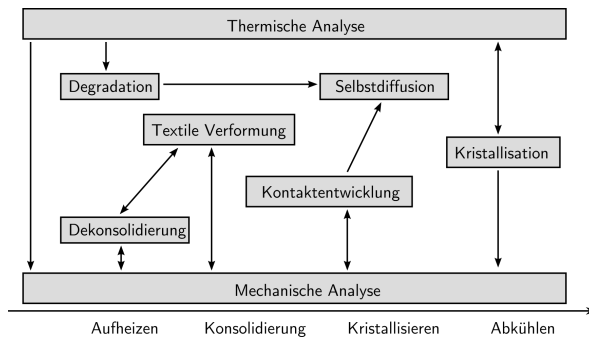 Thermische Analyse
Degradation
Selbstdiffusion
Textile Verformung
Kristallisation
Kontaktentwicklung
Dekonsolidierung
Mechanische Analyse
Aufheizen Konsolidierung Kristallisieren Abkühlen